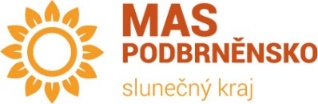 MAS
PODBRNĚNSKO
slunečný kraj